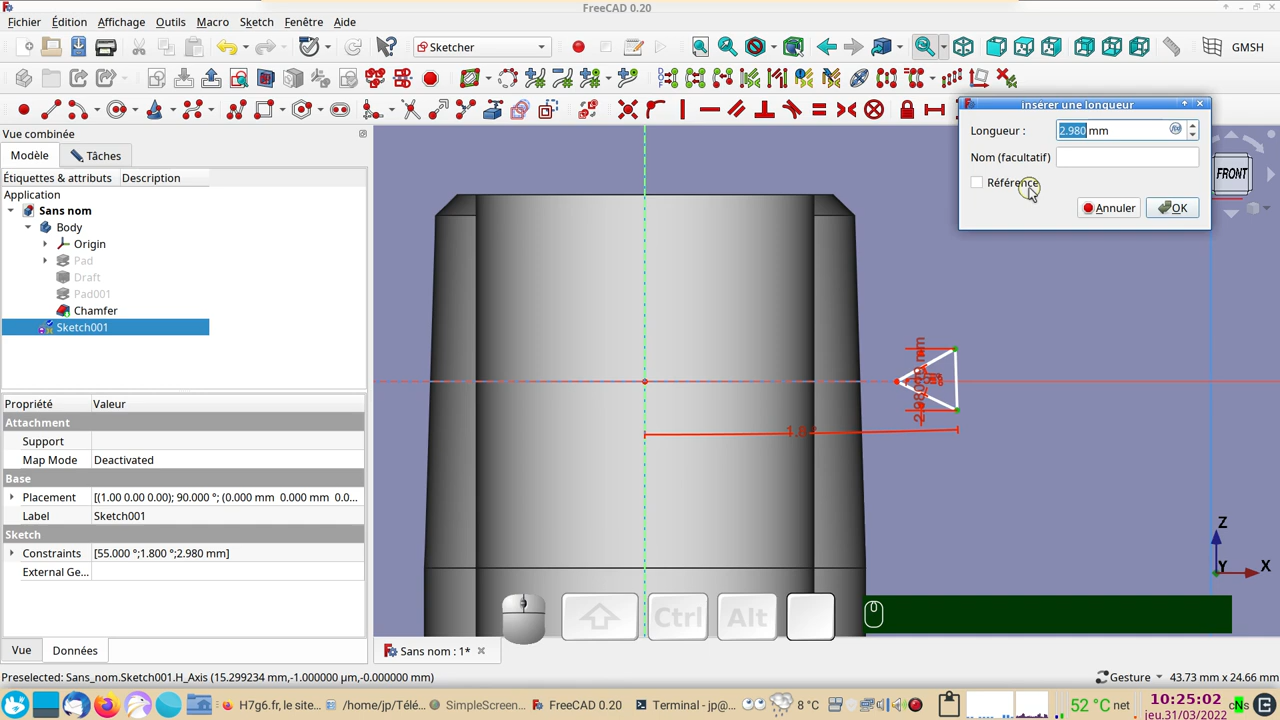 FreeCAD 0.20
Fichier Édition Affichage Outils Macro Sketch Fenêtre Aide
Sketcher
GMSH
Vue combinée
Modèle Tâches
Étiquettes & attributs Description
Application
Sans nom
Body
Origin
Pad
Draft
Pad001
Chamfer
Sketch001
Propriété Valeur
Attachment
Support
Map Mode Deactivated
Base
Placement [(1.00 0.00 0.00); 90.000 °; (0.000 mm 0.000 mm 0.0...
Label Sketch001
Sketch
Constraints [55.000 °;1.800 °;2.980 mm]
External Ge...
Vue Données
insérer une longueur
Longueur : 2.980 mm
Nom (facultatif)
Référence
Annuler OK
FRONT
Z
Y X
Ctrl Alt
Sans nom : 1*
Preselected: Sans_nom.Sketch001.H_Axis (15.299234 mm,-1.000000 µm,-0.000000 mm)
Gesture 43.73 mm x 24.66 mm
H7g6.fr, le site... /home/jp/Télé... SimpleScreen... FreeCAD 0.20 Terminal - jp@... 8 °C
52 °C net
10:25:02
jeu.31/03/2022